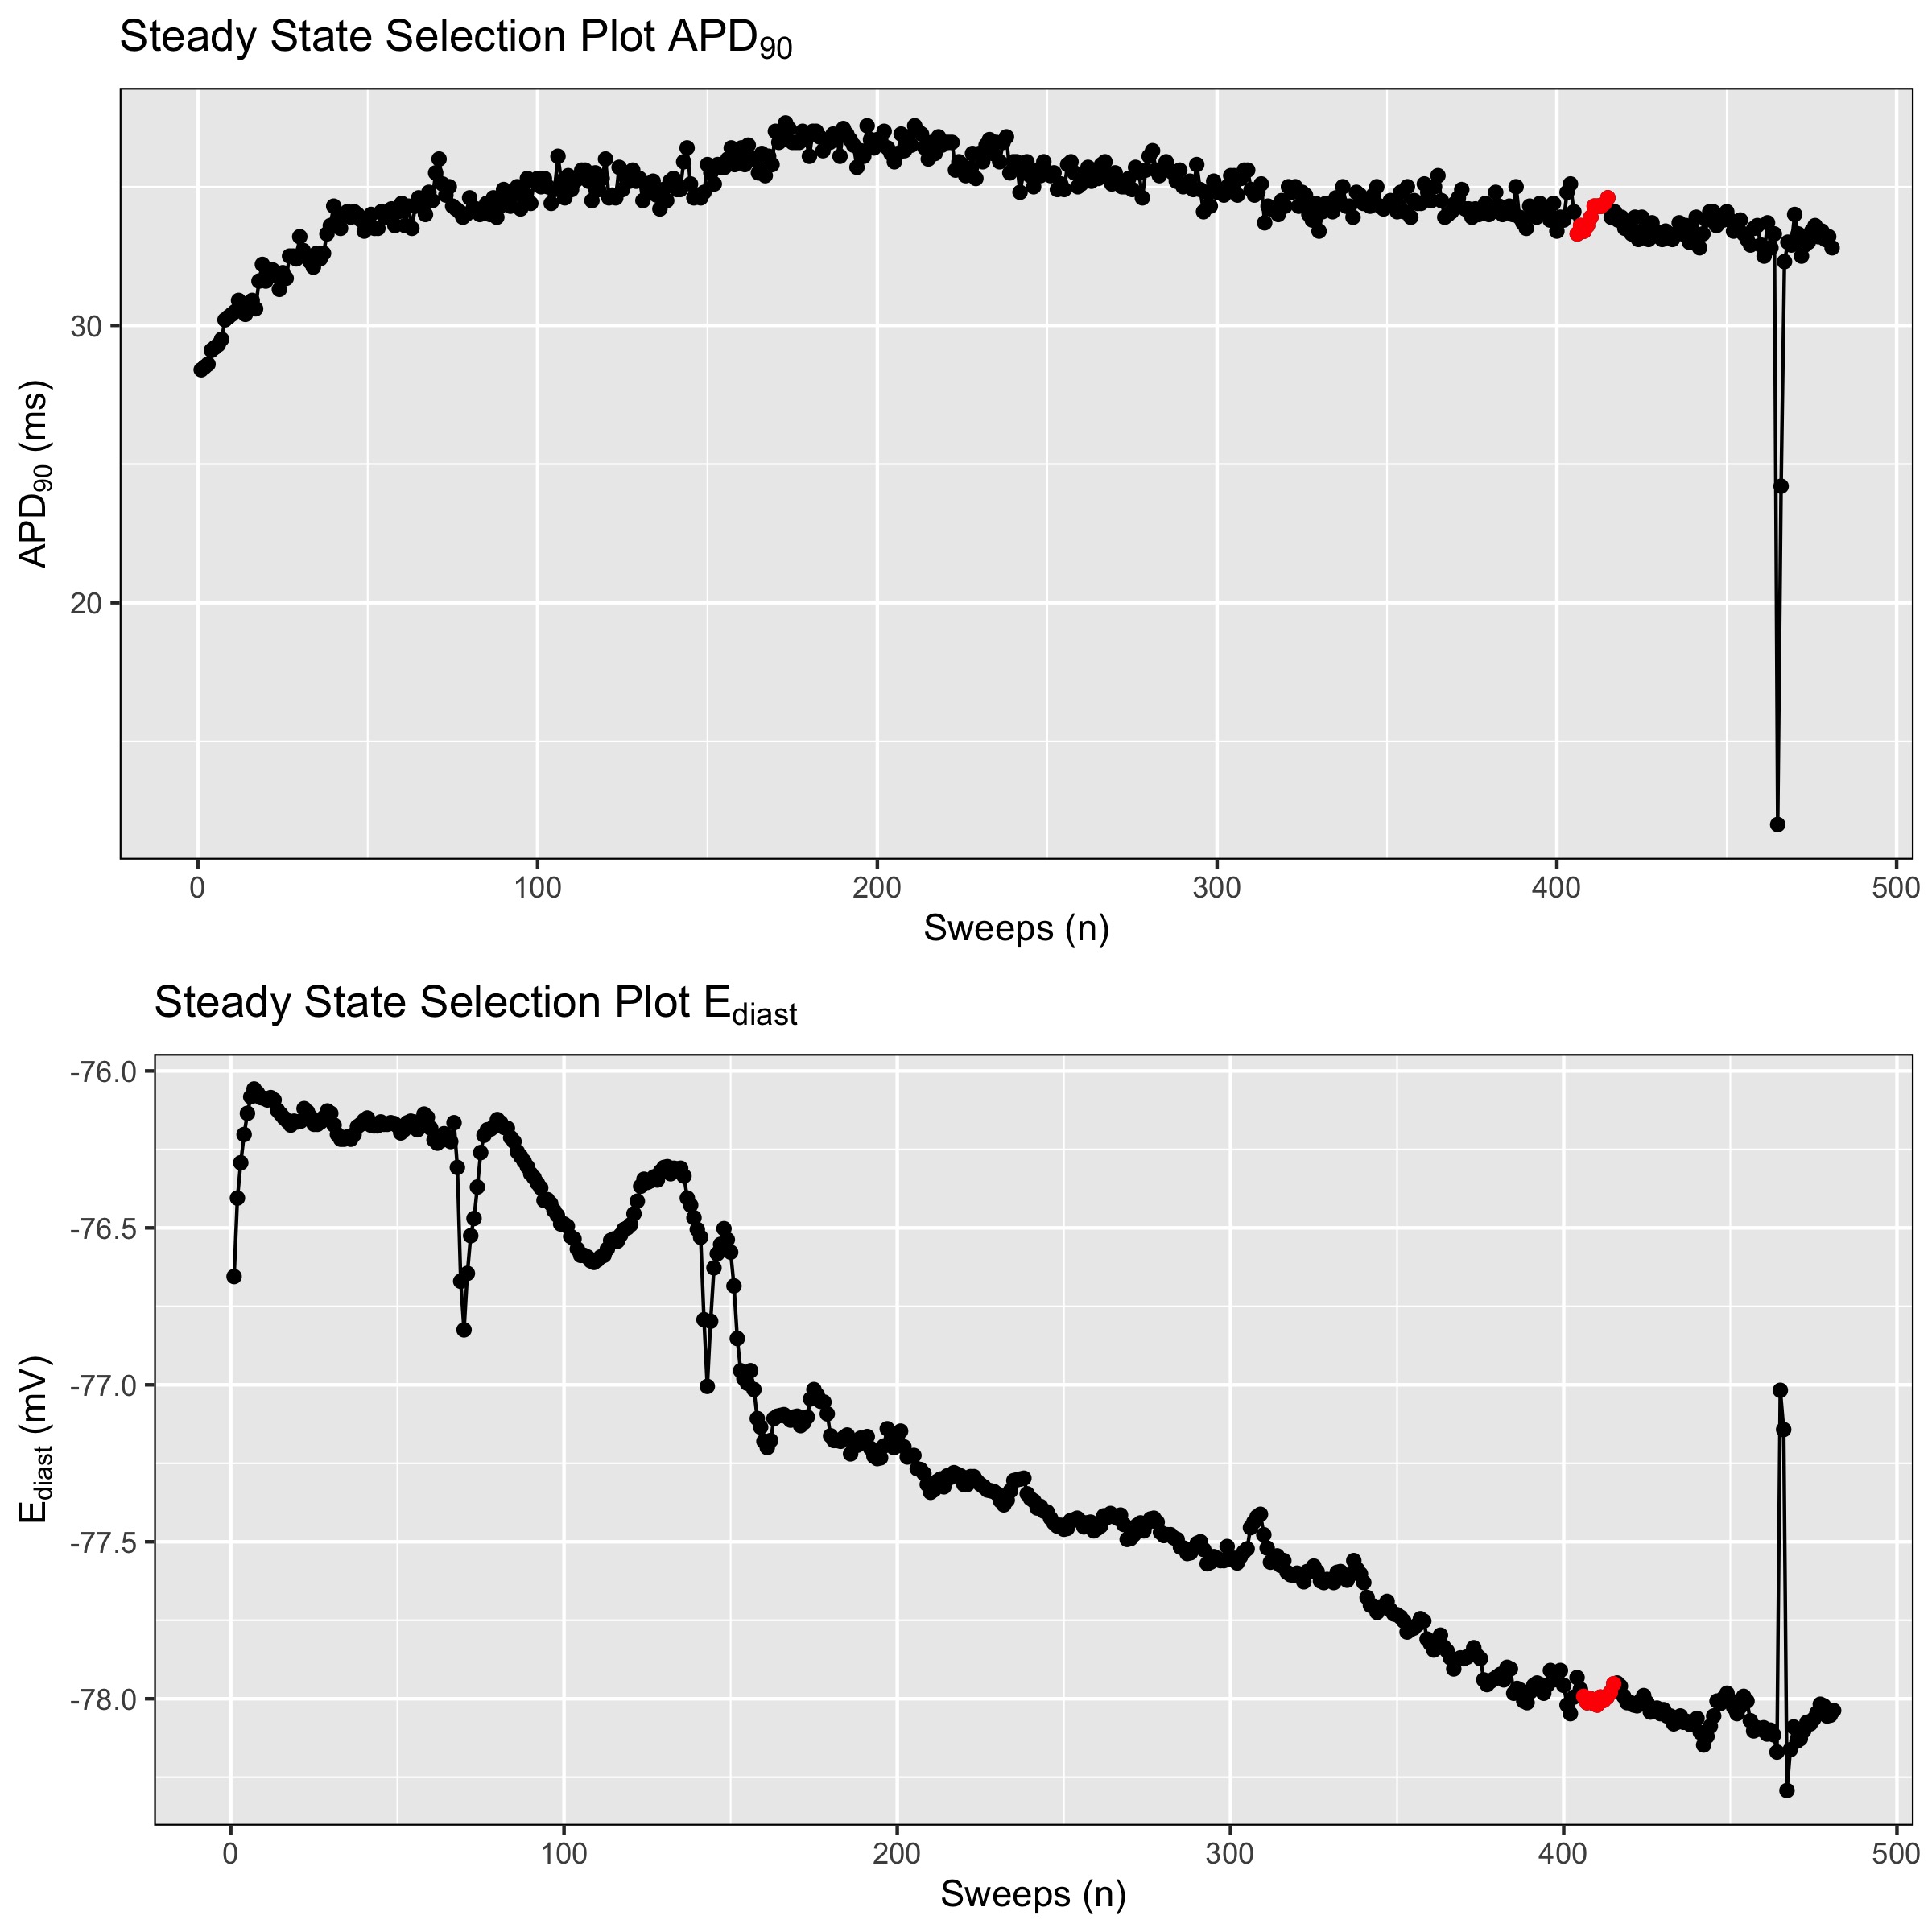 Steady State Selection Plot APD90
30
20
APD90 (ms)
0 100 200 300 400 500
Sweeps (n)
Steady State Selection Plot Ediast
-76.0
-76.5
-77.0
-77.5
-78.0
Ediast (mV)
0 100 200 300 400 500
Sweeps (n)